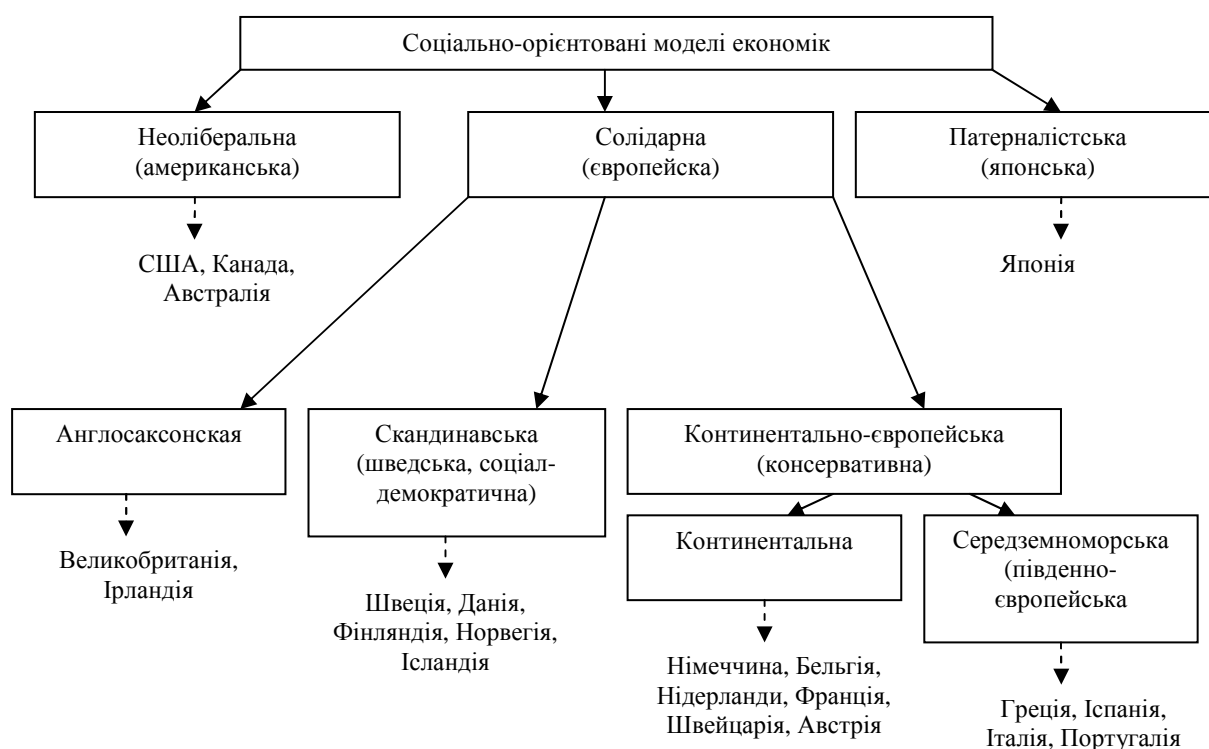 Соціально-орієнтовані моделі економік
Неоліберальна
(американська)
Солідарна
(європейска)
Патерналістська
(японська)
США, Канада,
Австралія
Японія
Англосаксонская
Скандинавська
(шведська, соціал-
демократична)
Континентально-європейська
(консервативна)
Великобританія,
Ірландія
Континентальна
Середземноморська
(південно-
європейська
Швеція, Данія,
Фінляндія, Норвегія,
Ісландія
Німеччина, Бельгія,
Нідерланди, Франція,
Швейцарія, Австрія
Греція, Іспанія,
Італія, Португалія